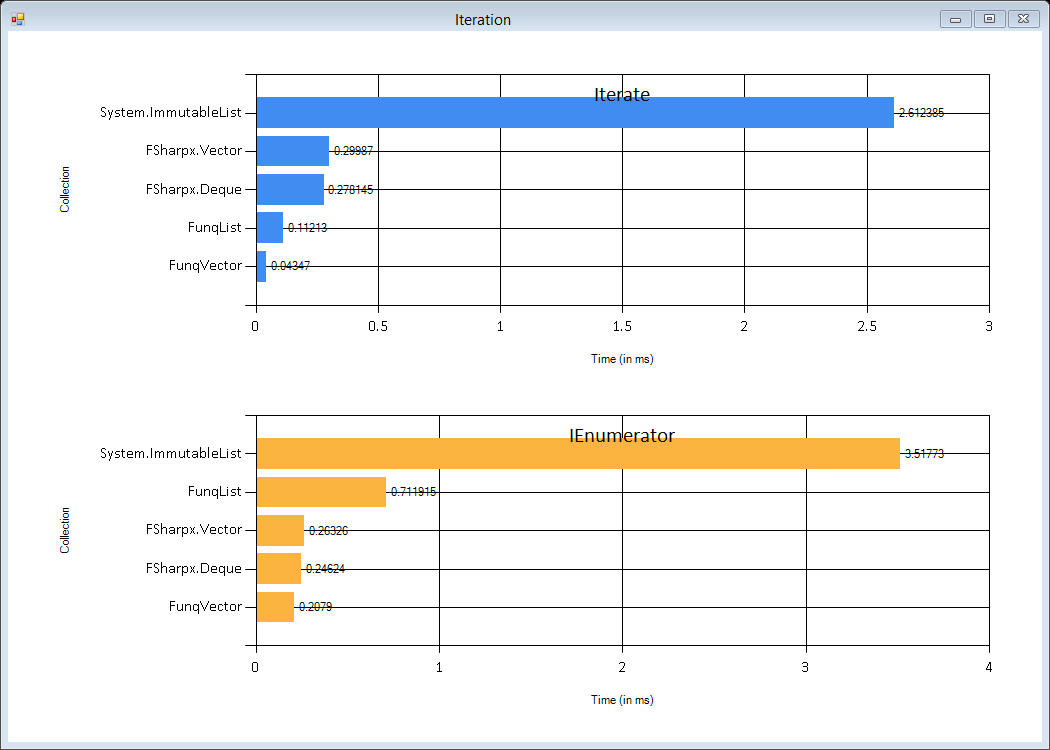 Iteration
Iterate
System.ImmutableList 2.612385
FSharpx.Vector 0.29987
FSharpx.Deque 0.278145
FunqList 0.11213
FunqVector 0.04347
Collection
0 0.5 1 1.5 2 2.5 3
Time (in ms)
IEnumerator
System.ImmutableList 3.51773
FunqList 0.711915
FSharpx.Vector 0.26326
FSharpx.Deque 0.24624
FunqVector 0.2079
Collection
0 1 2 3 4
Time (in ms)